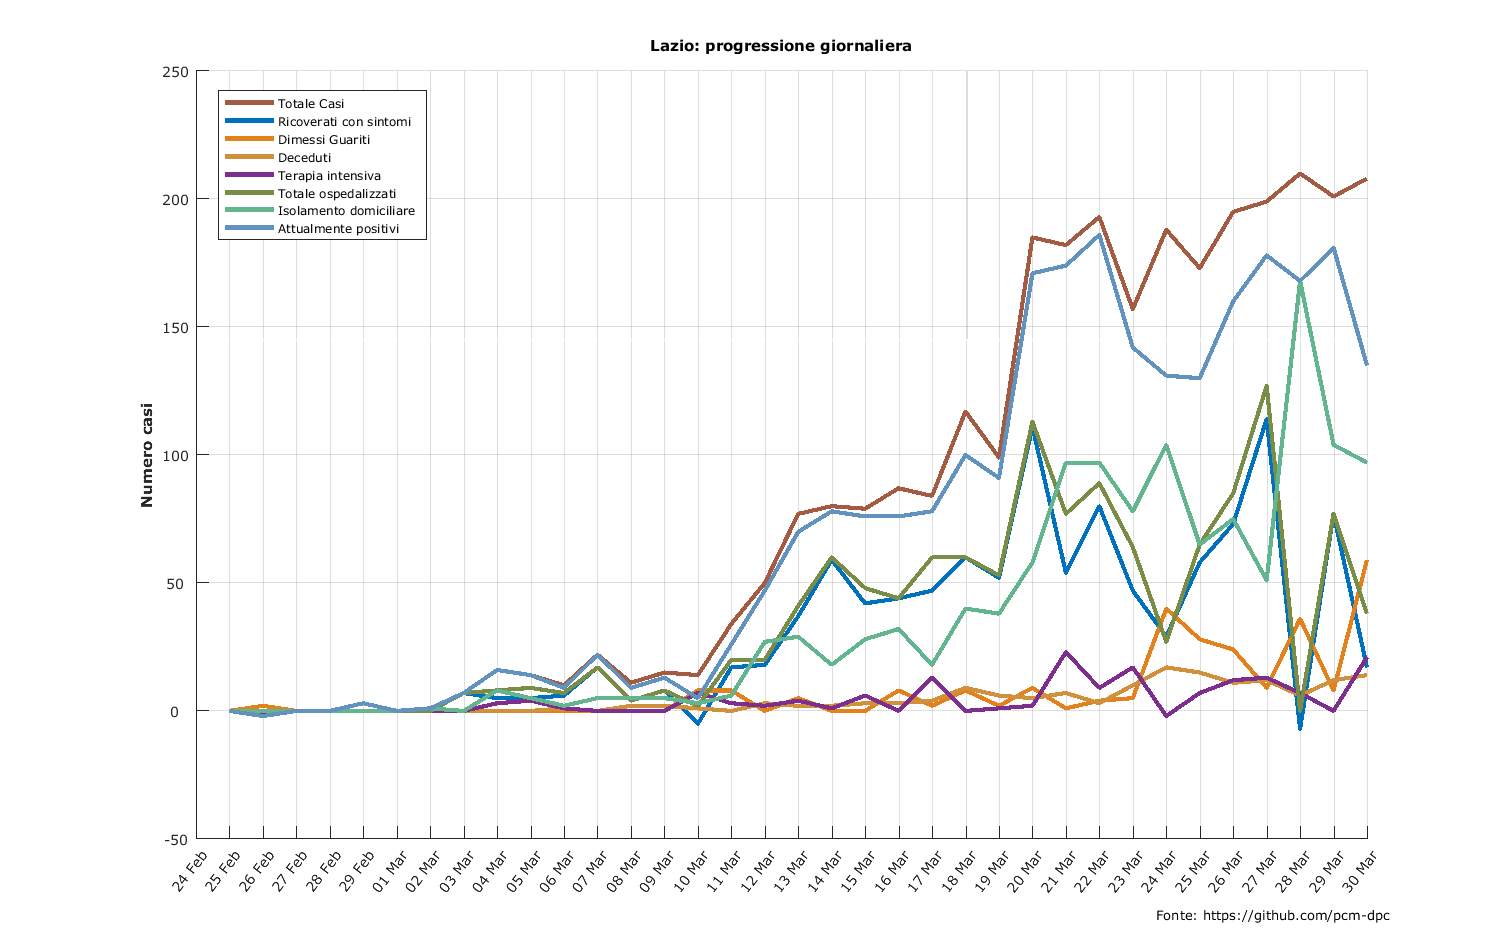 Lazio: progressione giornaliera
250
200
150
100
50
0
-50
Numero casi
Totale Casi
Ricoverati con sintomi
Dimessi Guariti
Deceduti
Terapia intensiva
Totale ospedalizzati
Isolamento domiciliare
Attualmente positivi
24 Feb
25 Feb
26 Feb
27 Feb
28 Feb
29 Feb
01 Mar
02 Mar
03 Mar
04 Mar
05 Mar
06 Mar
07 Mar
08 Mar
09 Mar
10 Mar
11 Mar
12 Mar
13 Mar
14 Mar
15 Mar
16 Mar
17 Mar
18 Mar
19 Mar
20 Mar
21 Mar
22 Mar
23 Mar
24 Mar
25 Mar
26 Mar
27 Mar
28 Mar
29 Mar
30 Mar
Fonte: https://github.com/pcm-dpc